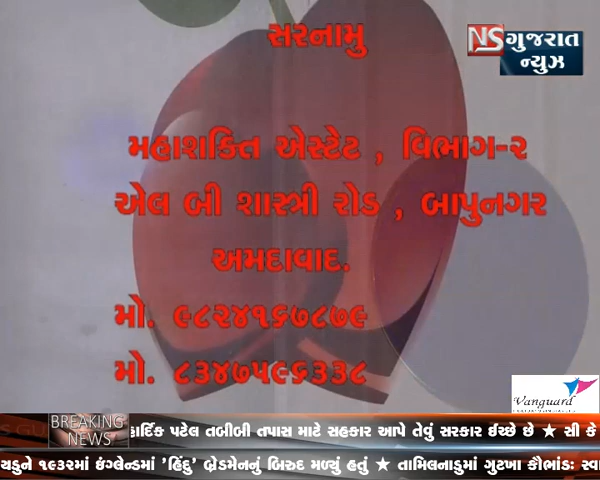 સરનામુ
NS ગુજરાત
ન્યુઝ
મહાશક્તિ એસ્ટેટ , વિભાગ-૨
એલ બી શાસ્ત્રી રોડ , બાપુનગર
અમદાવાદ.
મો. ૯૮૨૪૧૬૭૮૭૯
મો. ૮૩૪૭૫૯૬૩૩૮
Vanguard
BREAKING
NEWS
હાર્દિક પટેલ તબીબી તપાસ માટે સહકાર આપે તેવું સરકાર ઈચ્છે છે ★ સી કે
૧૯૩૨માં ઇંગ્લેન્ડમાં 'હિંદુ' બ્રેડમેનનું બિરુદ મળ્યું હતું ★ તામિલનાડુમાં ગુટખા કૌભાંડઃ